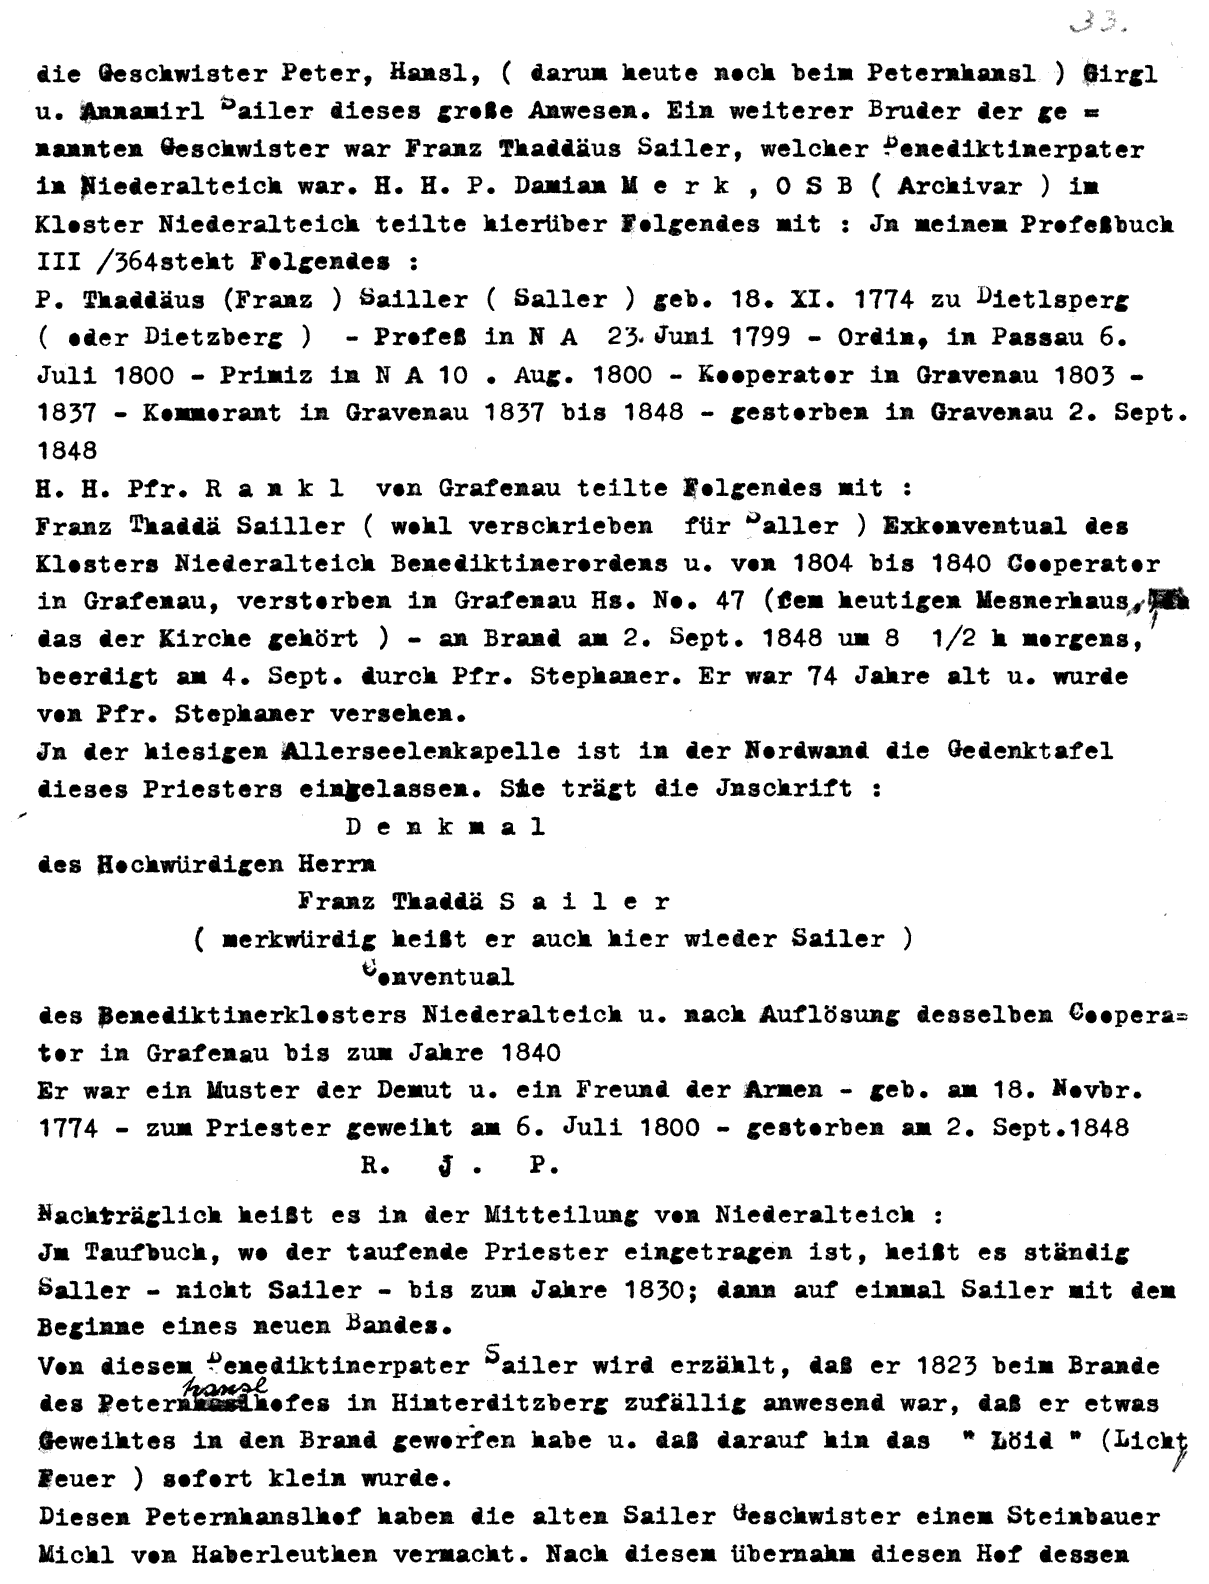 33.
die Geschwister Peter, Hansl, ( darum heute noch beim Peternhansl ) Girgl
u. Annamirl Sailer dieses große Anwesen. Ein weiterer Bruder der ge =
nannten Geschwister war Franz Thaddäus Sailer, welcher Benediktinerpater
in Niederalteich war. H. H. P. Damian M e r k , O S B ( Archivar ) im
Kloster Niederalteich teilte hierüber Folgendes mit : Jn meinem Profeßbuch
III /364steht Folgendes :
P. Thaddäus (Franz ) Sailler ( Saller ) geb. 18. XI. 1774 zu Dietlsperg
( oder Dietzberg ) - Profeß in N A 23. Juni 1799 - Ordin, in Passau 6.
Juli 1800 - Primiz in N A 10 . Aug. 1800 - Kooperator in Gravenau 1803 -
1837 - Kommorant in Gravenau 1837 bis 1848 - gestorben in Gravenau 2. Sept.
1848
H. H. Pfr. R a n k l von Grafenau teilte Folgendes mit :
Franz Thaddä Sailler ( wohl verschrieben für Saller ) Exkonventual des
Klosters Niederalteich Benediktinerordens u. von 1804 bis 1840 Cooperator
in Grafenau, verstorben in Grafenau Hs. No. 47 (dem heutigen Mesnerhaus,
das der Kirche gehört ) - an Brand am 2. Sept. 1848 um 8 1/2 h morgens,
beerdigt am 4. Sept. durch Pfr. Stephaner. Er war 74 Jahre alt u. wurde
von Pfr. Stephaner versehen.
Jn der hiesigen Allerseelenkapelle ist in der Nordwand die Gedenktafel
dieses Priesters eingelassen. Sie trägt die Jnschrift :
D e n k m a l
des Hochwürdigen Herrn
Franz Thaddä S a i l e r
( merkwürdig heißt er auch hier wieder Sailer )
Conventual
des Benediktinerklosters Niederalteich u. nach Auflösung desselben Coopera=
tor in Grafenau bis zum Jahre 1840
Er war ein Muster der Demut u. ein Freund der Armen - geb. am 18. Novbr.
1774 - zum Priester geweiht am 6. Juli 1800 - gestorben am 2. Sept.1848
R. J . P.
Nachträglich heißt es in der Mitteilung von Niederalteich :
Jm Taufbuch, wo der taufende Priester eingetragen ist, heißt es ständig
Saller - nicht Sailer - bis zum Jahre 1830; dann auf einmal Sailer mit dem
Beginne eines neuen Bandes.
Von diesem Benediktinerpater Sailer wird erzählt, daß er 1823 beim Brande
des Peternhanslhofes in Hinterditzberg zufällig anwesend war, daß er etwas
Geweihtes in den Brand geworfen habe u. daß darauf hin das " Löid " (Licht
Feuer ) sofort klein wurde.
Diesen Peternhanslhof haben die alten Sailer Geschwister einem Steinbauer
Michl von Haberleuthen vermacht. Nach diesem übernahm diesen Hof dessen